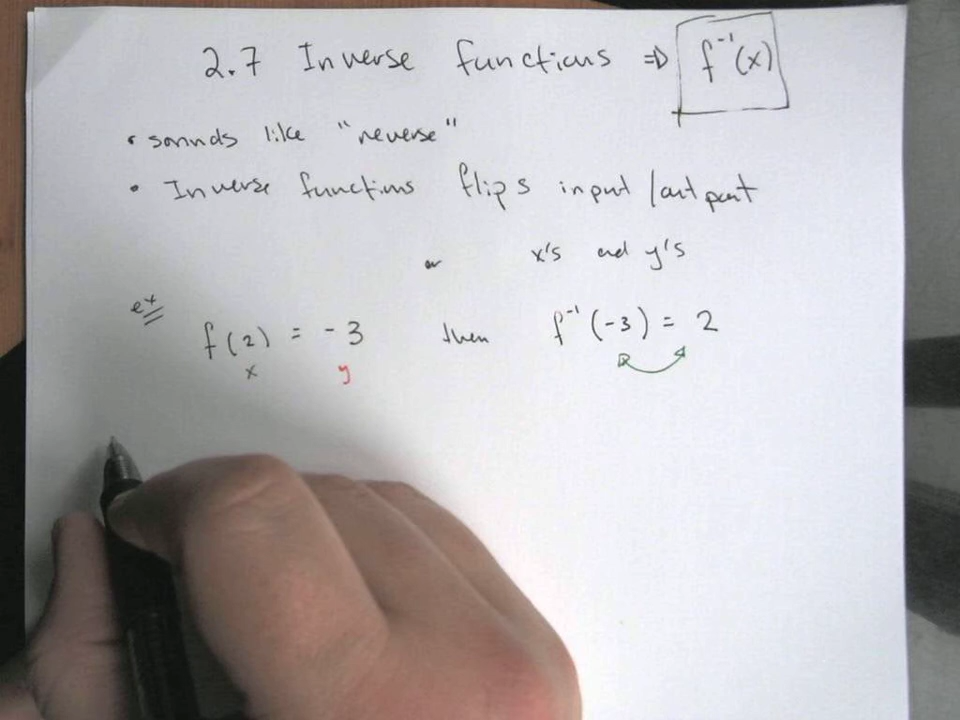 2.7 Inverse functions ⇒ f⁻¹(x)
• sounds like "reverse"
• Inverse functions flips input/output
or x's and y's
ex
f(2) = -3 then f⁻¹(-3) = 2
x y